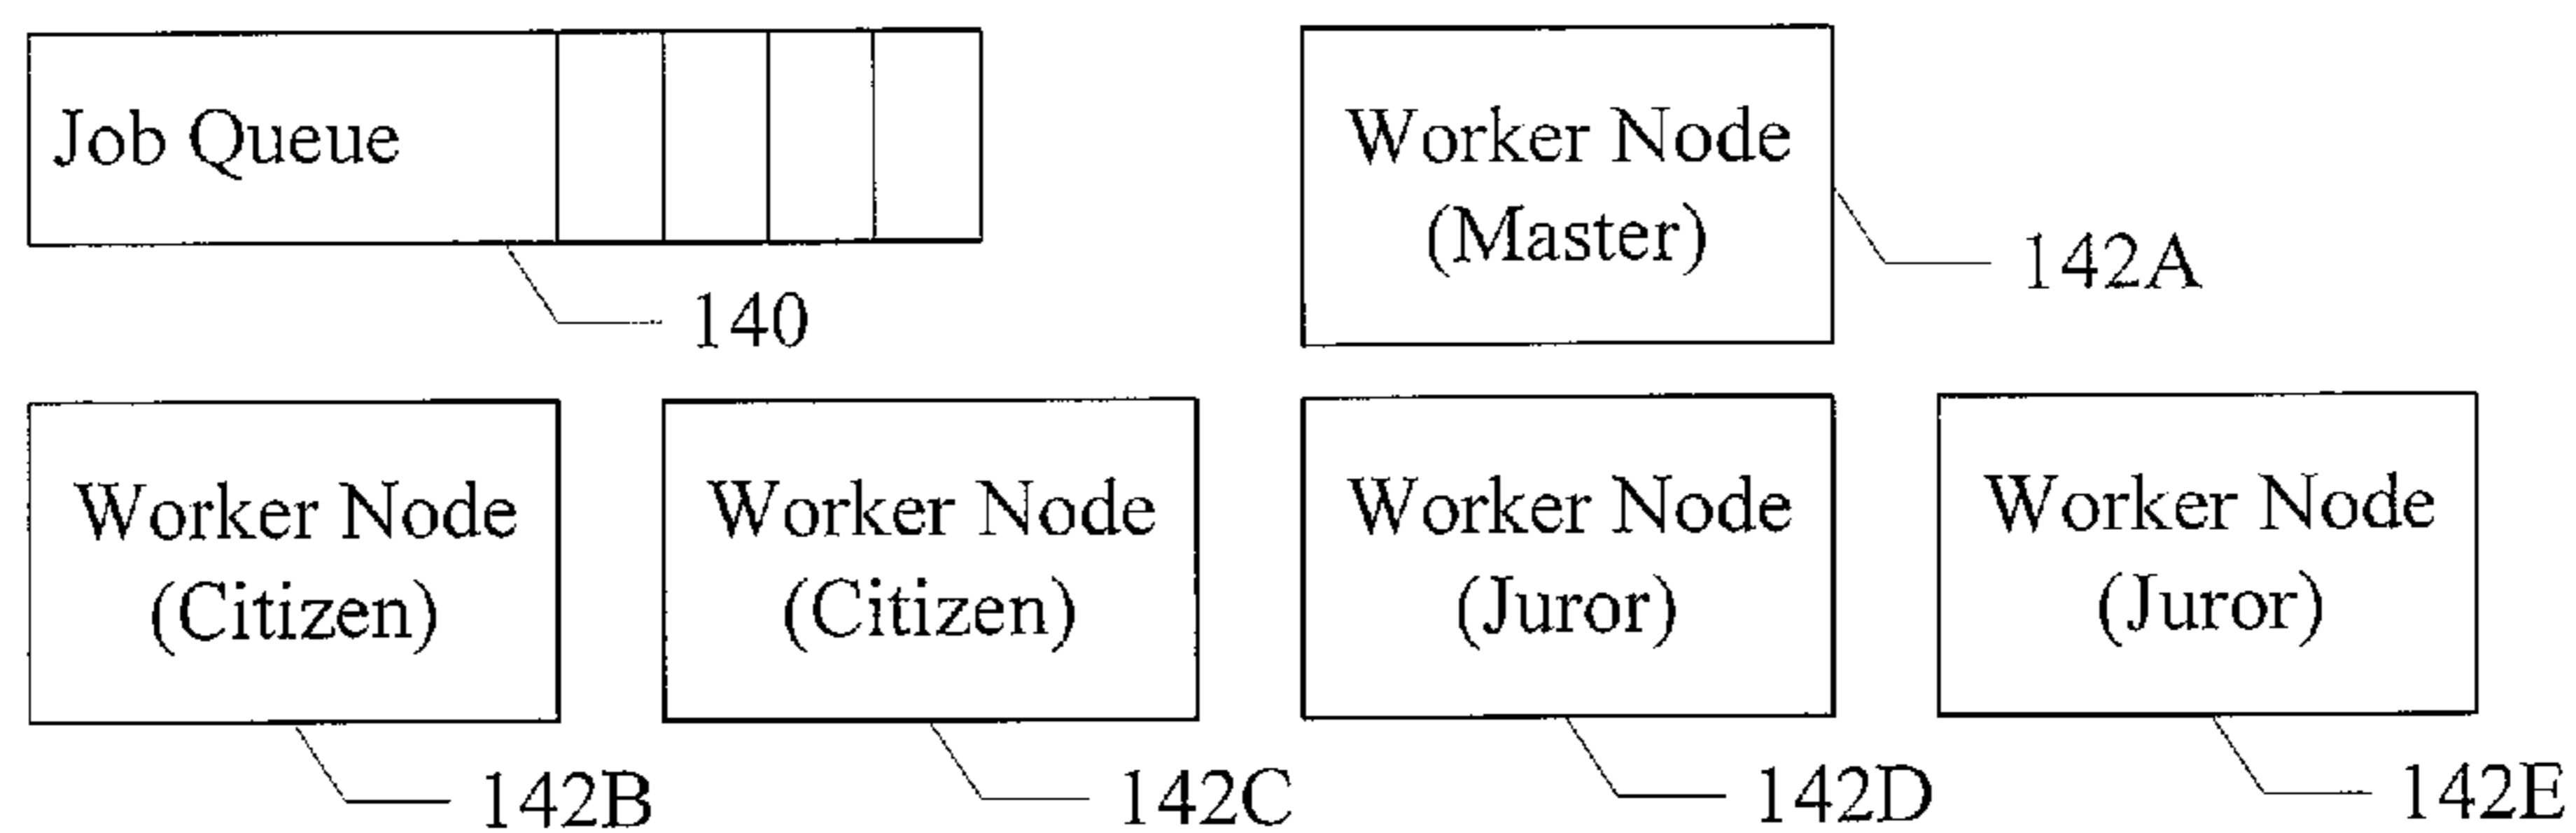 Job Queue
140
Worker Node
(Master)
142A
Worker Node
(Citizen)
142B
Worker Node
(Citizen)
142C
Worker Node
(Juror)
142D
Worker Node
(Juror)
142E